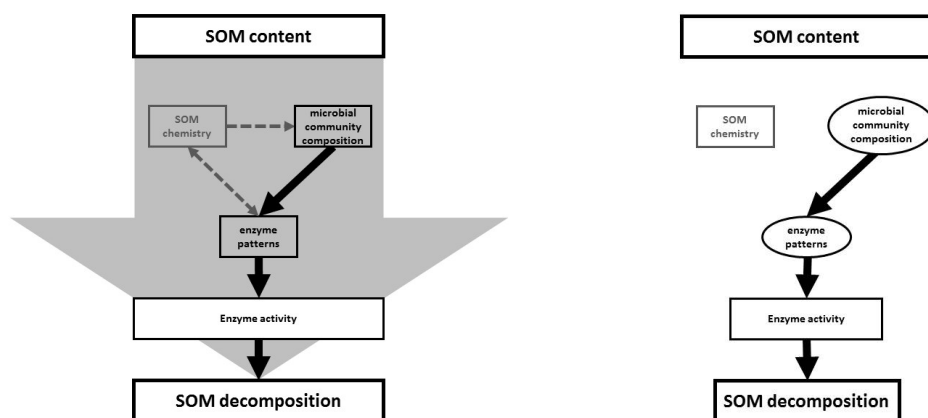 SOM content
SOM
chemistry
microbial
community
composition
enzyme
patterns
Enzyme activity
SOM decomposition
SOM content
SOM
chemistry
microbial
community
composition
enzyme
patterns
Enzyme activity
SOM decomposition